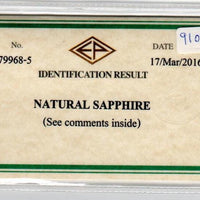 No. DATE 910
79968-5 17/Mar/2016
IDENTIFICATION RESULT
NATURAL SAPPHIRE
(See comments inside)